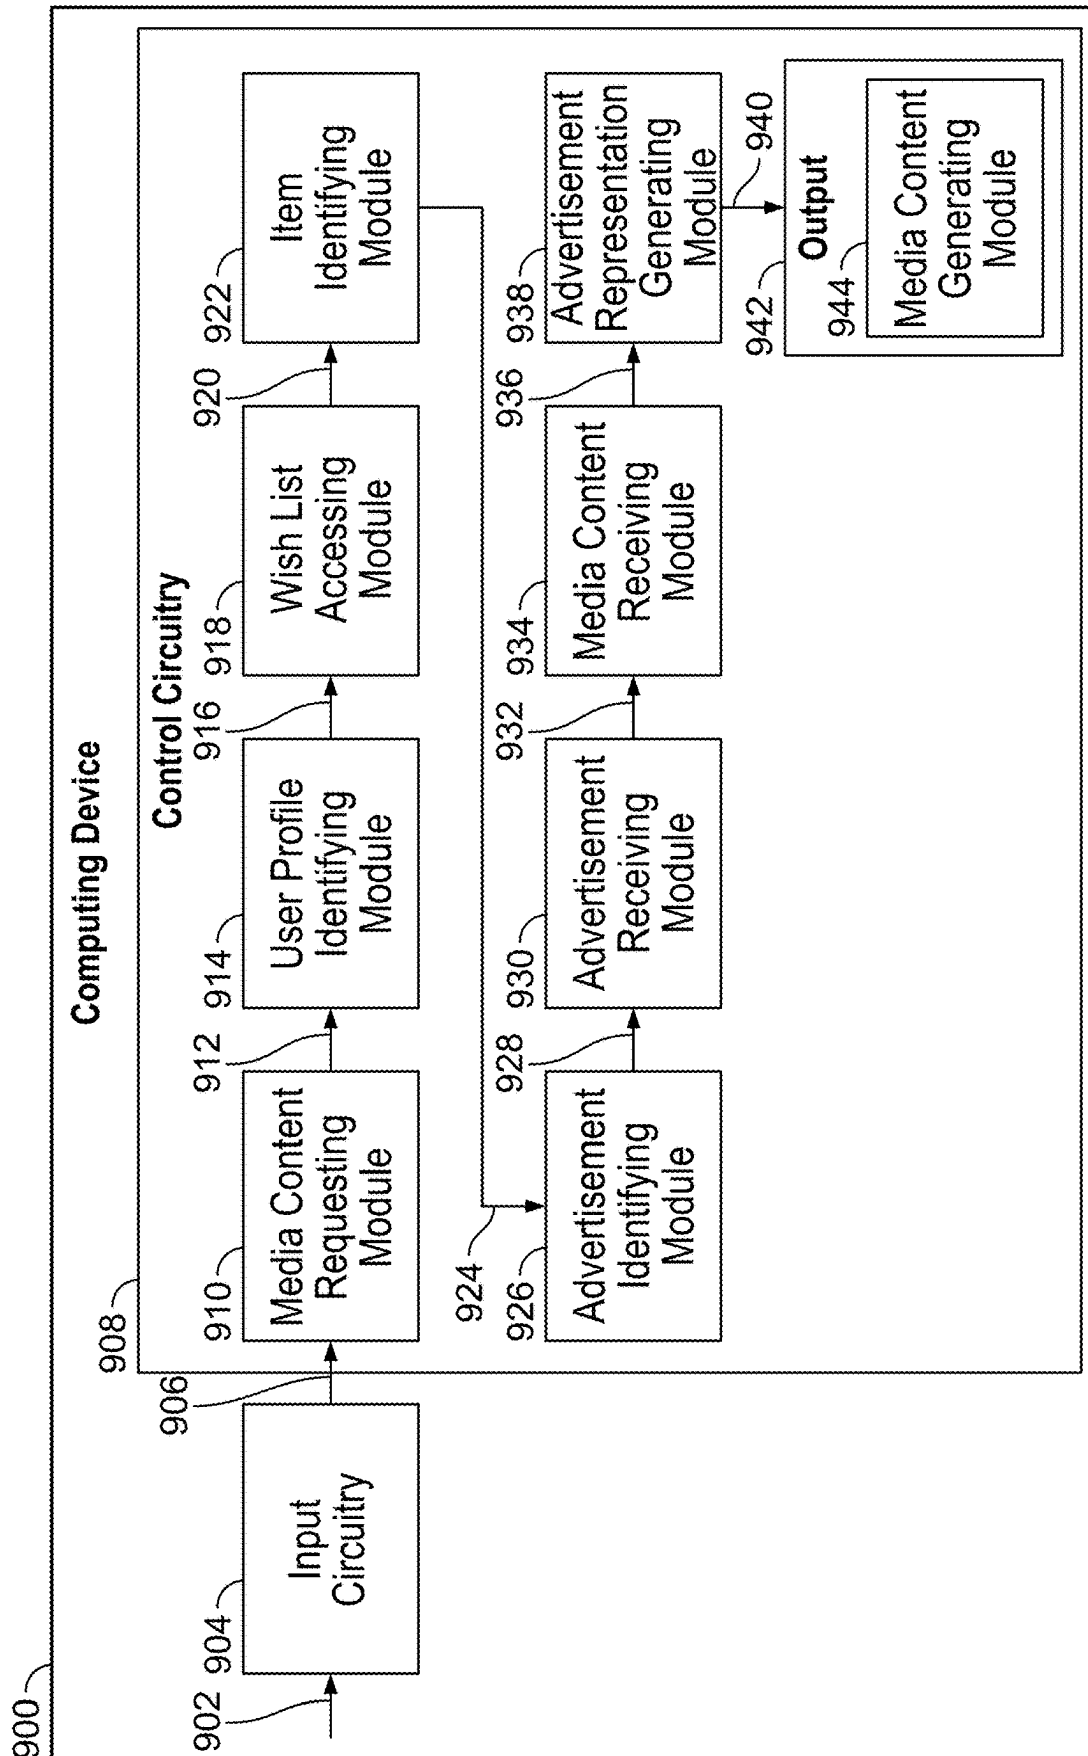 900
Computing Device
908
Control Circuitry
902
904
Input
Circuitry
906
910
Media Content
Requesting
Module
912
914
User Profile
Identifying
Module
916
918
Wish List
Accessing
Module
920
922
Item
Identifying
Module
924
926
Advertisement
Identifying
Module
928
930
Advertisement
Receiving
Module
932
934
Media Content
Receiving
Module
936
938
Advertisement
Representation
Generating
Module
940
942
Output
944
Media Content
Generating
Module